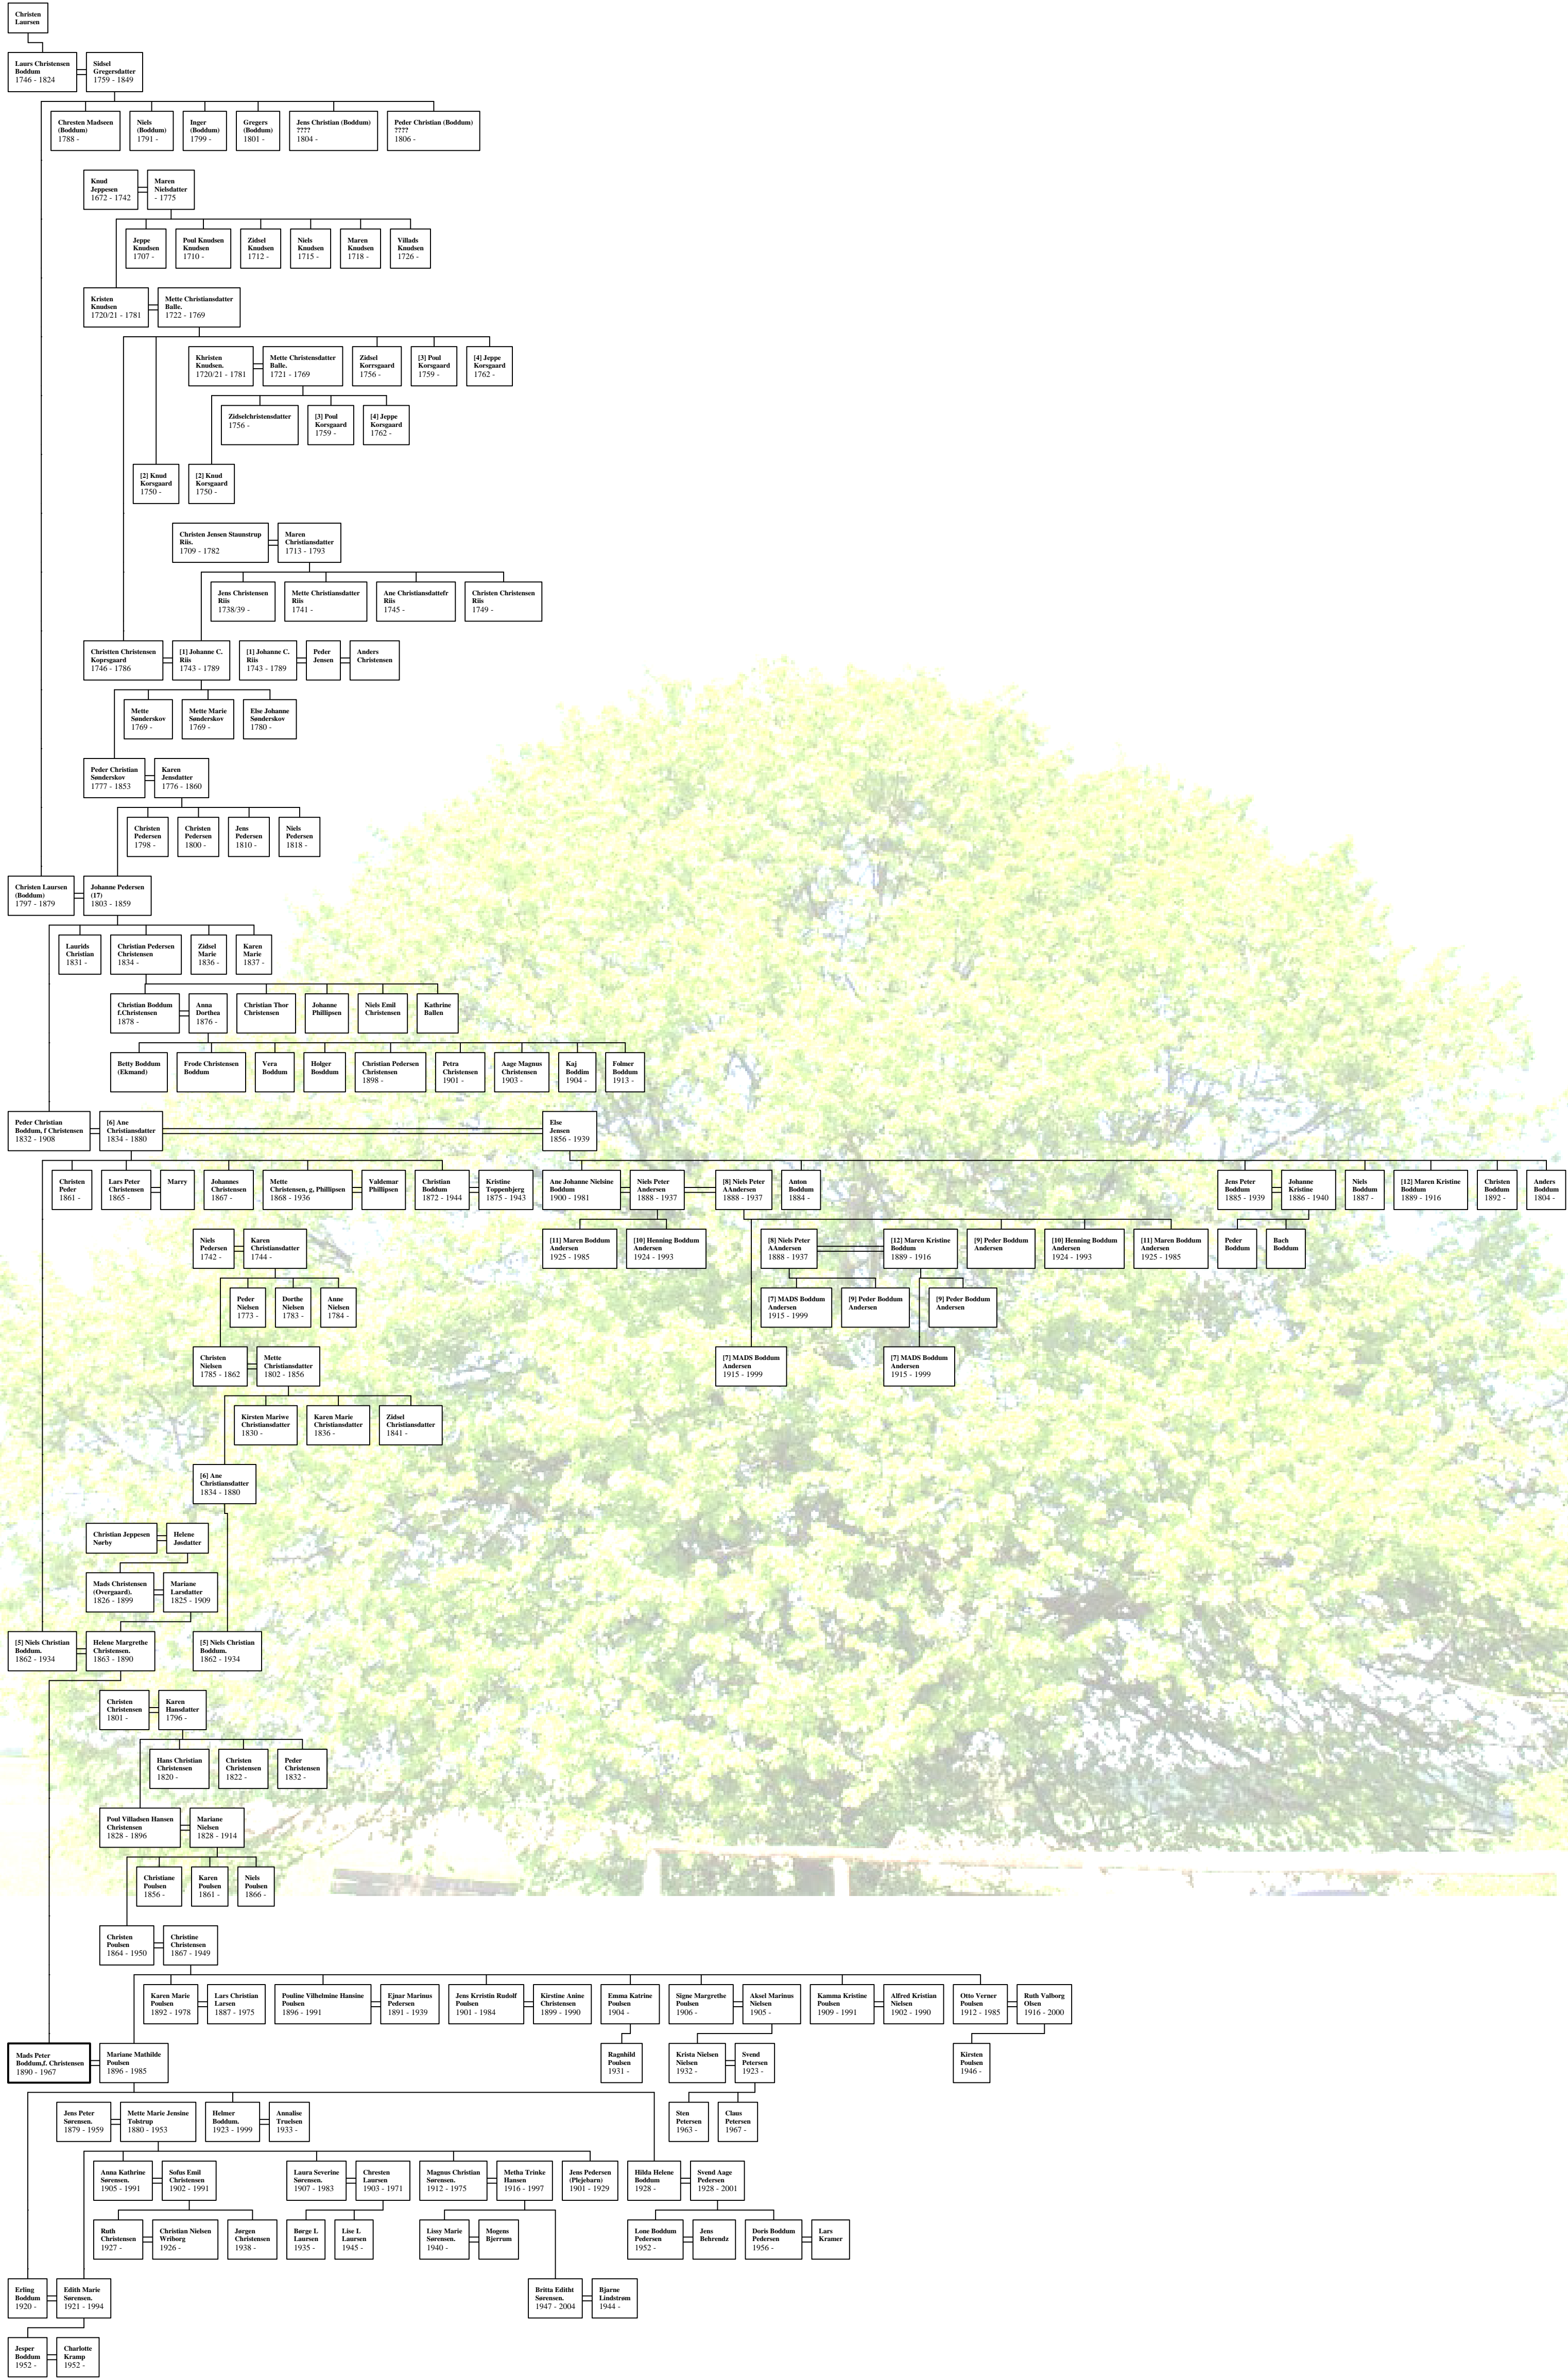 Christen
Laursen
Laurs Christensen
Boddum
1746 - 1824
Sidsel
Gregersdatter
1759 - 1849
Chresten Madseen
(Boddum)
1788 -
Niels
(Boddum)
1791 -
Inger
(Boddum)
1799 -
Gregers
(Boddum)
1801 -
Jens Christian (Boddum)
????
1804 -
Peder Christian (Boddum)
????
1806 -
Knud
Jeppesen
1672 - 1742
Maren
Nielsdatter
- 1775
Jeppe
Knudsen
1707 -
Poul Knudsen
Knudsen
1710 -
Zidsel
Knudsen
1712 -
Niels
Knudsen
1715 -
Maren
Knudsen
1718 -
Villads
Knudsen
1726 -
Kristen
Knudsen
1720/21 - 1781
Mette Christiansdatter
Balle.
1722 - 1769
Khristen
Knudsen.
1720/21 - 1781
Mette Christensdatter
Balle.
1721 - 1769
Zidsel
Korrsgaard
1756 -
[3] Poul
Korsgaard
1759 -
[4] Jeppe
Korsgaard
1762 -
Zidselchristensdatter
1756 -
[3] Poul
Korsgaard
1759 -
[4] Jeppe
Korsgaard
1762 -
[2] Knud
Korsgaard
1750 -
[2] Knud
Korsgaard
1750 -
Christen Jensen Staunstrup
Riis.
1709 - 1782
Maren
Christiansdatter
1713 - 1793
Jens Christensen
Riis
1738/39 -
Mette Christiansdatter
Riis
1741 -
Ane Christiansdattefr
Riis
1745 -
Christen Christensen
Riis
1749 -
Christten Christensen
Koprsgaard
1746 - 1786
[1] Johanne C.
Riis
1743 - 1789
[1] Johanne C.
Riis
1743 - 1789
Peder
Jensen
Anders
Christensen
Mette
Sønderskov
1769 -
Mette Marie
Sønderskov
1769 -
Else Johanne
Sønderskov
1780 -
Peder Christian
Sønderskov
1777 - 1853
Karen
Jensdatter
1776 - 1860
Christen
Pedersen
1798 -
Christen
Pedersen
1800 -
Jens
Pedersen
1810 -
Niels
Pedersen
1818 -
Christen Laursen
(Boddum)
1797 - 1879
Johanne Pedersen
(17)
1803 - 1859
Laurids
Christian
1831 -
Christian Pedersen
Christensen
1834 -
Zidsel
Marie
1836 -
Karen
Marie
1837 -
Christian Boddum
f.Christensen
1878 -
Anna
Dorthea
1876 -
Christian Thor
Christensen
Johanne
Phillipsen
Niels Emil
Christensen
Kathrine
Ballen
Betty Boddum
(Ekmand)
Frode Christensen
Boddum
Vera
Boddum
Holger
Bosddum
Christian Pedersen
Christensen
1898 -
Petra
Christensen
1901 -
Aage Magnus
Christensen
1903 -
Kaj
Boddim
1904 -
Folmer
Boddum
1913 -
Peder Christian
Boddum, f Christensen
1832 - 1908
[6] Ane
Christiansdatter
1834 - 1880
Else
Jensen
1856 - 1939
Christen
Peder
1861 -
Lars Peter
Christensen
1865 -
Marry
Johannes
Christensen
1867 -
Mette
Christensen, g, Phillipsen
1868 - 1936
Valdemar
Phillipsen
Christian
Boddum
1872 - 1944
Kristine
Toppenbjerg
1875 - 1943
Ane Johanne Nielsine
Boddum
1900 - 1981
Niels Peter
Andersen
1888 - 1937
[8] Niels Peter
AAndersen
1888 - 1937
Anton
Boddum
1884 -
Jens Peter
Boddum
1885 - 1939
Johanne
Kristine
1886 - 1940
Niels
Boddum
1887 -
[12] Maren Kristine
Boddum
1889 - 1916
Christen
Boddum
1892 -
Anders
Boddum
1804 -
Niels
Pedersen
1742 -
Karen
Christiansdatter
1744 -
[11] Maren Boddum
Andersen
1925 - 1985
[10] Henning Boddum
Andersen
1924 - 1993
[8] Niels Peter
AAndersen
1888 - 1937
[12] Maren Kristine
Boddum
1889 - 1916
[9] Peder Boddum
Andersen
[10] Henning Boddum
Andersen
1924 - 1993
[11] Maren Boddum
Andersen
1925 - 1985
Peder
Boddum
Bach
Boddum
Peder
Nielsen
1773 -
Dorthe
Nielsen
1783 -
Anne
Nielsen
1784 -
[7] MADS Boddum
Andersen
1915 - 1999
[9] Peder Boddum
Andersen
[9] Peder Boddum
Andersen
Christen
Nielsen
1785 - 1862
Mette
Christiansdatter
1802 - 1856
[7] MADS Boddum
Andersen
1915 - 1999
[7] MADS Boddum
Andersen
1915 - 1999
Kirsten Mariwe
Christiansdatter
1830 -
Karen Marie
Christiansdatter
1836 -
Zidsel
Christiansdatter
1841 -
[6] Ane
Christiansdatter
1834 - 1880
Christian Jeppesen
Nørby
Helene
Jøsdatter
Mads Christensen
(Overgaard).
1826 - 1899
Mariane
Larsdatter
1825 - 1909
[5] Niels Christian
Boddum.
1862 - 1934
Helene Margrethe
Christensen.
1863 - 1890
[5] Niels Christian
Boddum.
1862 - 1934
Christen
Christensen
1801 -
Karen
Hansdatter
1796 -
Hans Christian
Christensen
1820 -
Christen
Christensen
1822 -
Peder
Christensen
1832 -
Poul Villadsen Hansen
Christensen
1828 - 1896
Mariane
Nielsen
1828 - 1914
Christiane
Poulsen
1856 -
Karen
Poulsen
1861 -
Niels
Poulsen
1866 -
Christen
Poulsen
1864 - 1950
Christine
Christensen
1867 - 1949
Karen Marie
Poulsen
1892 - 1978
Lars Christian
Larsen
1887 - 1975
Pouline Vilhelmine Hansine
Poulsen
1896 - 1991
Ejnar Marinus
Pedersen
1891 - 1939
Jens Krristin Rudolf
Poulsen
1901 - 1984
Kirstine Anine
Christensen
1899 - 1990
Emma Katrine
Poulsen
1904 -
Signe Margrethe
Poulsen
1906 -
Aksel Marinus
Nielsen
1905 -
Kamma Kristine
Poulsen
1909 - 1991
Alfred Kristian
Nielsen
1902 - 1990
Otto Verner
Poulsen
1912 - 1985
Ruth Valborg
Olsen
1916 - 2000
Mads Peter
Boddum,f. Christensen
1890 - 1967
Mariane Mathilde
Poulsen
1896 - 1985
Ragnhild
Poulsen
1931 -
Krista Nielsen
Nielsen
1932 -
Svend
Petersen
1923 -
Kirsten
Poulsen
1946 -
Jens Peter
Sørensen.
1879 - 1959
Mette Marie Jensine
Tolstrup
1880 - 1953
Helmer
Boddum.
1923 - 1999
Annalise
Truelsen
1933 -
Sten
Petersen
1963 -
Claus
Petersen
1967 -
Anna Kathrine
Sørensen.
1905 - 1991
Sofus Emil
Christensen
1902 - 1991
Laura Severine
Sørensen.
1907 - 1983
Chresten
Laursen
1903 - 1971
Magnus Christian
Sørensen.
1912 - 1975
Metha Trinke
Hansen
1916 - 1997
Jens Pedersen
(Plejebarn)
1901 - 1929
Hilda Helene
Boddum
1928 -
Svend Aage
Pedersen
1928 - 2001
Ruth
Christensen
1927 -
Christian Nielsen
Wriborg
1926 -
Jørgen
Christensen
1938 -
Børge L
Laursen
1935 -
Lise L
Laursen
1945 -
Lissy Marie
Sørensen.
1940 -
Mogens
Bjerrum
Lone Boddum
Pedersen
1952 -
Jens
Behrendz
Doris Boddum
Pedersen
1956 -
Lars
Kramer
Erling
Boddum
1920 -
Edith Marie
Sørensen.
1921 - 1994
Britta Editht
Sørensen.
1947 - 2004
Bjarne
Lindstrøm
1944 -
Jesper
Boddum
1952 -
Charlotte
Kramp
1952 -